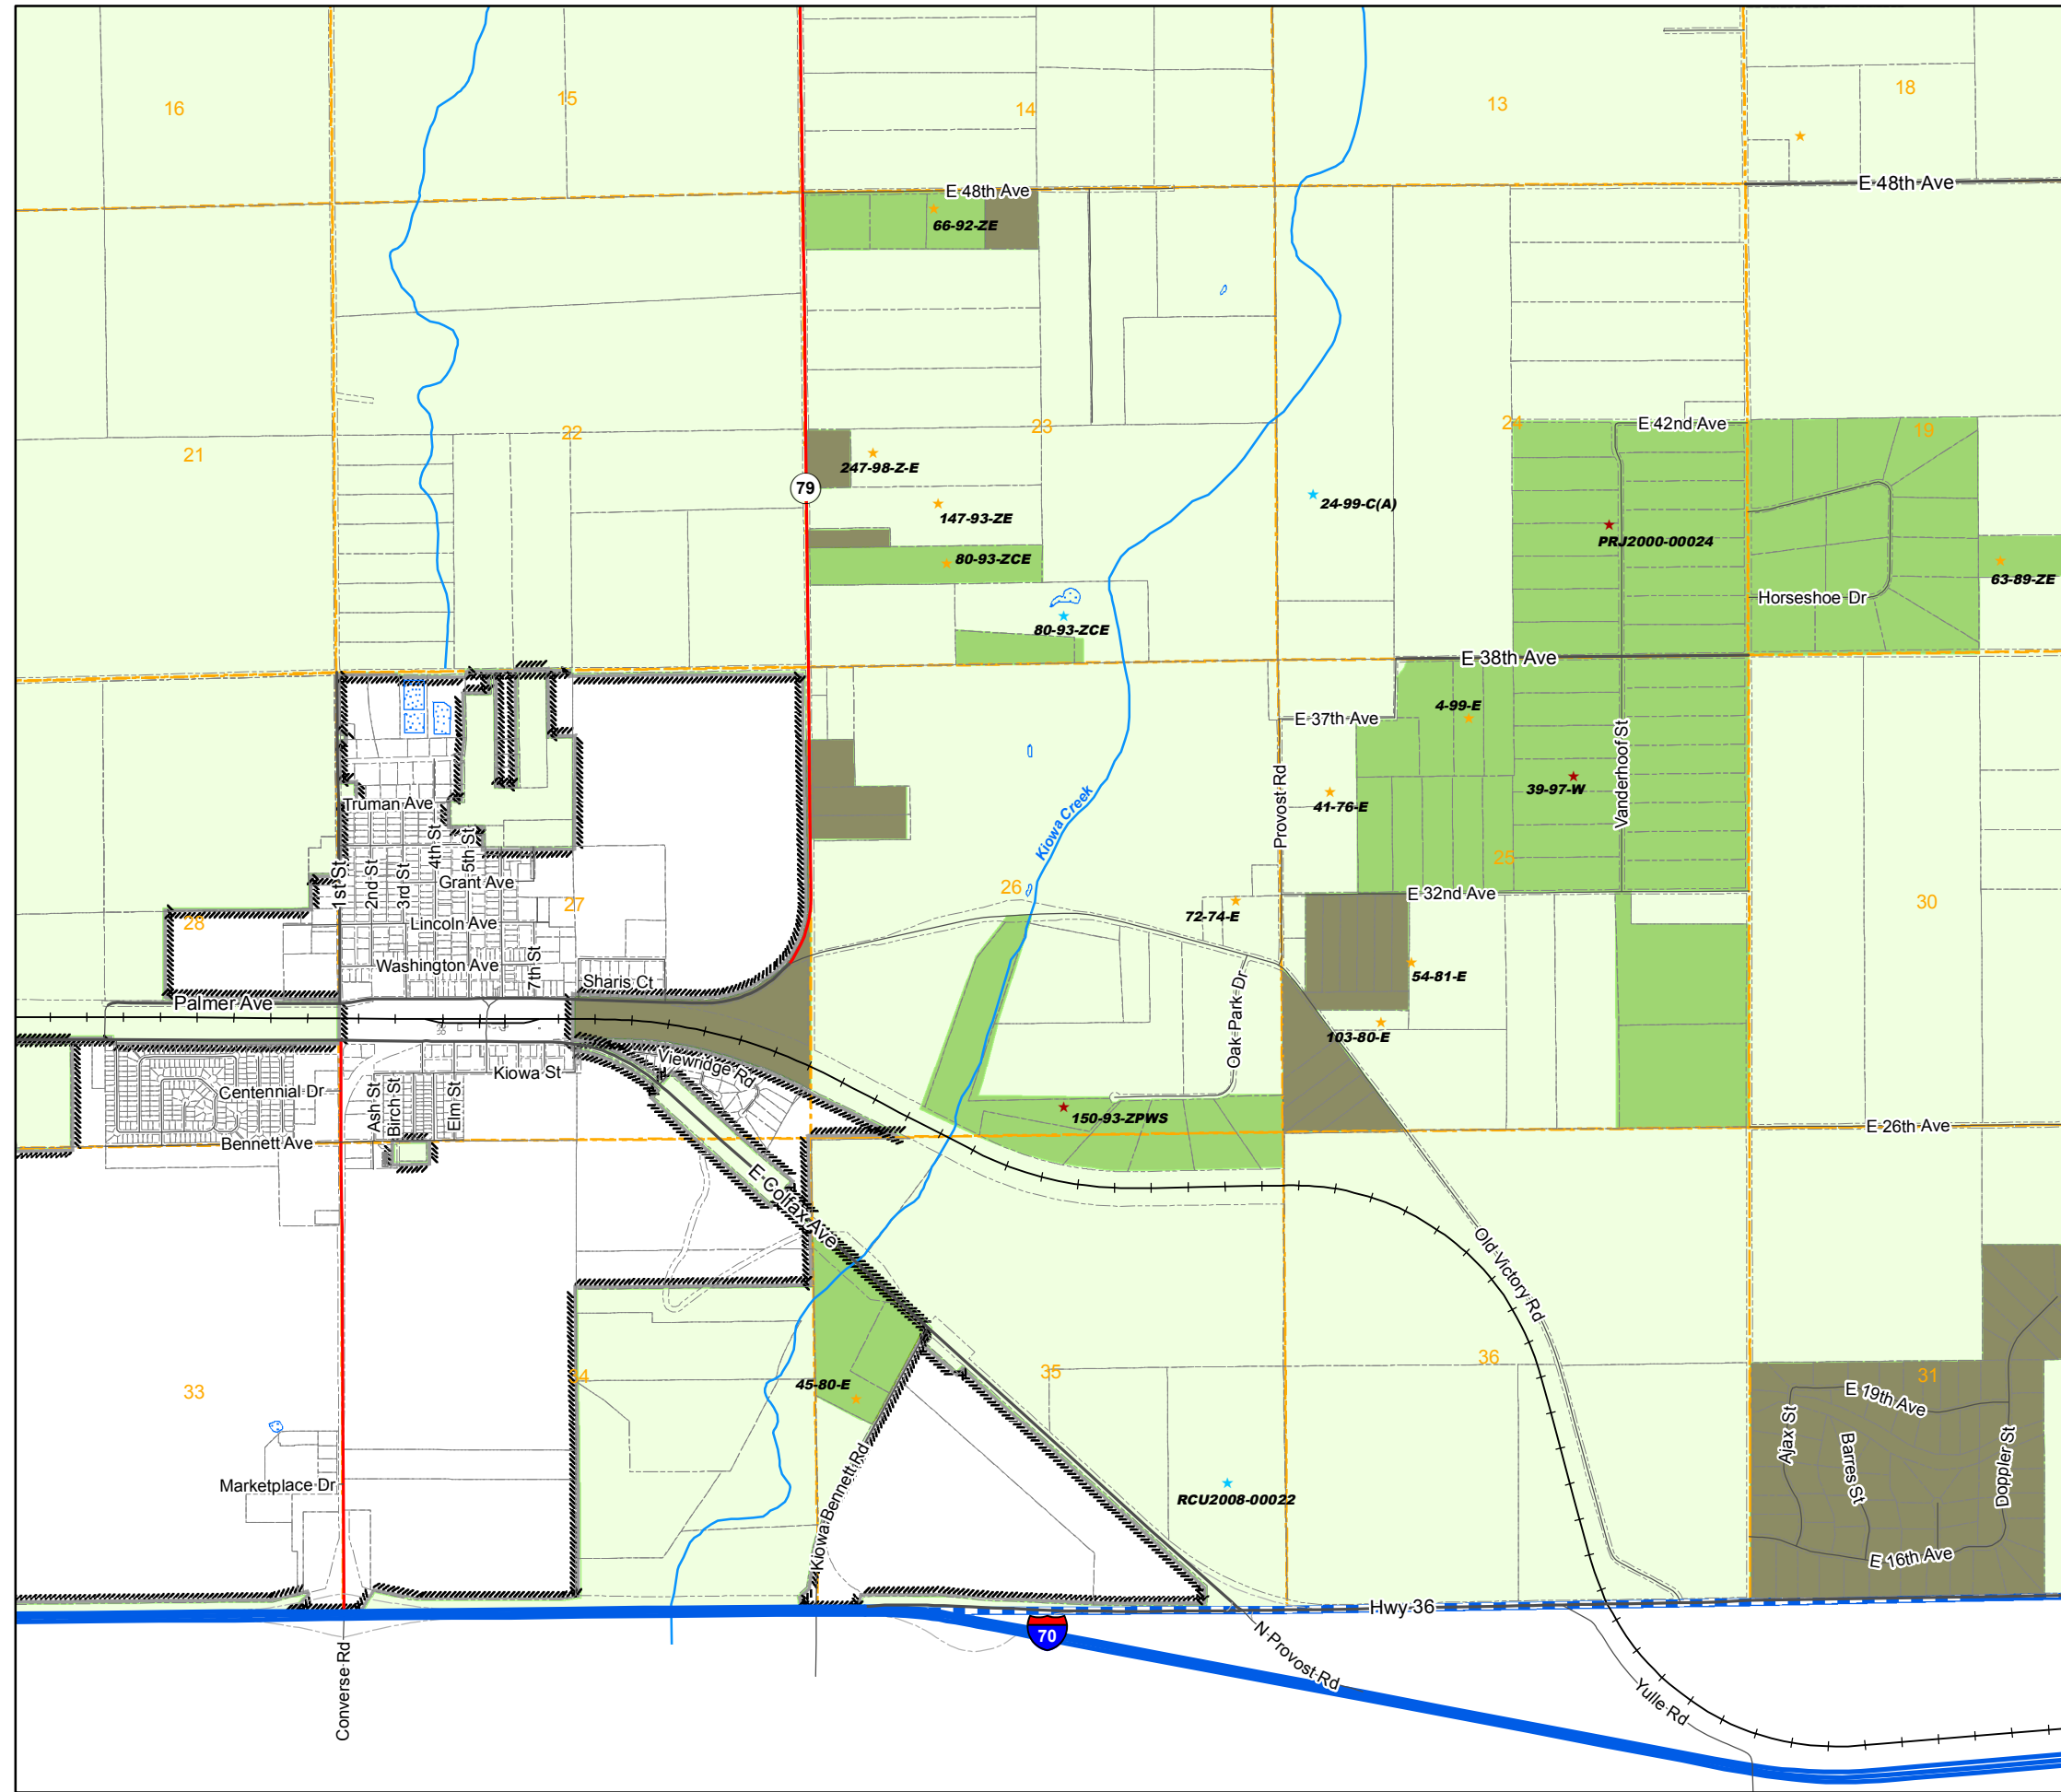 16
15
14
13
18
E 48th Ave
E 48th Ave
66-92-ZE
21
22
23
24
E 42nd Ave
19
247-98-Z-E
79
147-93-ZE
24-99-C(A)
PRJ2000-00024
80-93-ZCE
63-89-ZE
Horseshoe Dr
80-93-ZCE
E 38th Ave
4-99-E
E 37th Ave
Vanderhoof St
Provost Rd
39-97-W
41-76-E
Truman Ave
Kiowa Creek
4th St
5th St
25
1st St
2nd St
3rd St
Grant Ave
26
E 32nd Ave
27
30
28
Lincoln Ave
72-74-E
Washington Ave
7th St
Sharis Ct
54-81-E
Palmer Ave
Oak Park Dr
103-80-E
Viewridge Rd
Kiowa St
Centennial Dr
Ash St
Birch St
Elm St
150-93-ZPWS
E 26th Ave
Bennett Ave
E Colfax Ave
Old Victory Rd
33
34
45-80-E
35
36
31
E 19th Ave
Ajax St
Barres St
Doppler St
Marketplace Dr
Kiowa Bennett Rd
RCU2008-00022
E 16th Ave
Hwy 36
70
N Provost Rd
Converse Rd
Yulle Rd